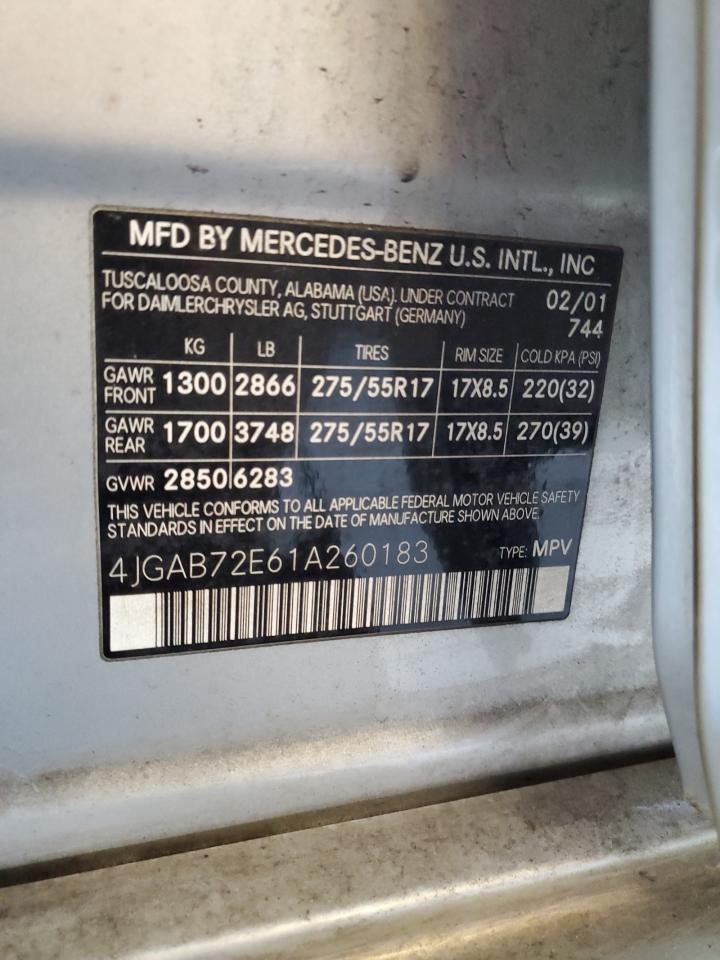 MFD BY MERCEDES-BENZ U.S. INTL., INC
TUSCALOOSA COUNTY, ALABAMA (USA). UNDER CONTRACT 02/01
FOR DAIMLERCHRYSLER AG, STUTTGART (GERMANY) 744
KG LB TIRES RIM SIZE COLD KPA (PSI)
GAWR FRONT 1300 2866 275/55R17 17X8.5 220(32)
GAWR REAR 1700 3748 275/55R17 17X8.5 270(39)
GVWR 2850 6283
THIS VEHICLE CONFORMS TO ALL APPLICABLE FEDERAL MOTOR VEHICLE SAFETY
STANDARDS IN EFFECT ON THE DATE OF MANUFACTURE SHOWN ABOVE.
4JGAB72E61A260183 TYPE: MPV